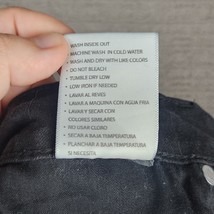 • WASH INSIDE OUT
• MACHINE WASH IN COLD WATER
• WASH AND DRY WITH LIKE COLORS
• DO NOT BLEACH
• TUMBLE DRY LOW
• LOW IRON IF NEEDED
• LAVAR AL REVES
• LAVAR A MAQUINA CON AGUA FRIA
• LAVAR Y SECAR CON
COLORES SIMILARES
• NO USAR CLORO
• SECAR A BAJA TEMPERATURA
• PLANCHAR A BAJA TEMPERATURA
SI NECESITA